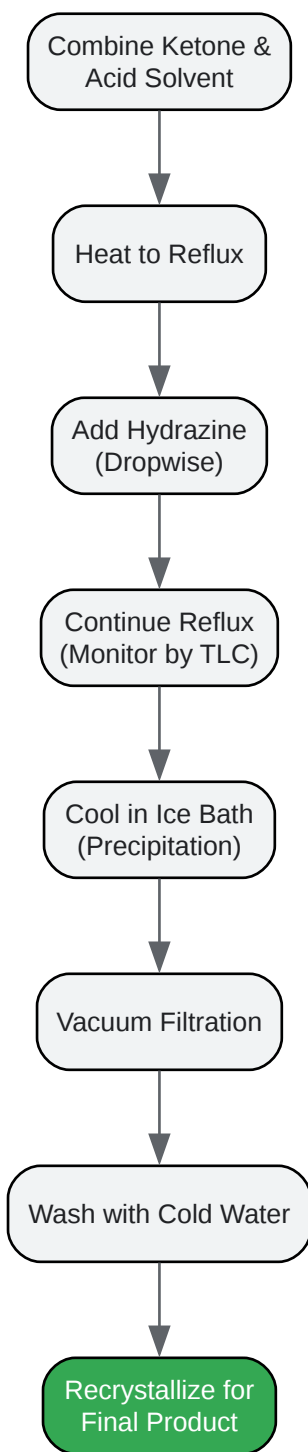 Combine Ketone &
Acid Solvent
Heat to Reflux
Add Hydrazine
(Dropwise)
Continue Reflux
(Monitor by TLC)
Cool in Ice Bath
(Precipitation)
Vacuum Filtration
Wash with Cold Water
Recrystallize for
Final Product